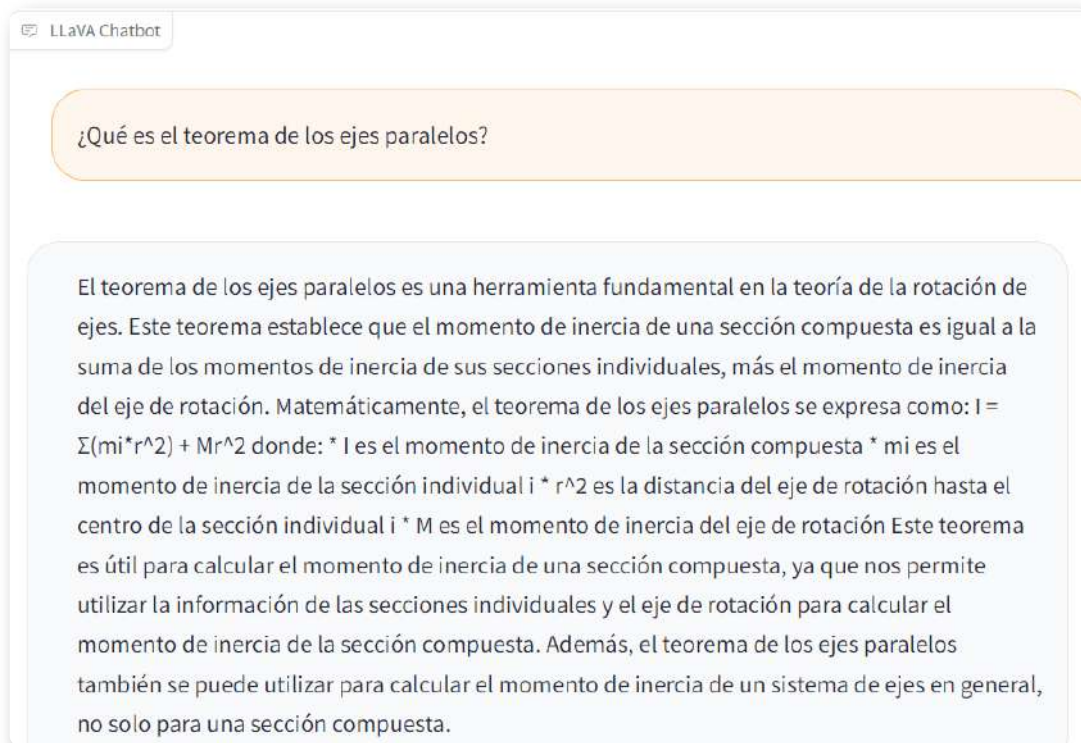 LLaVA Chatbot
¿Qué es el teorema de los ejes paralelos?
El teorema de los ejes paralelos es una herramienta fundamental en la teoría de la rotación de
ejes. Este teorema establece que el momento de inercia de una sección compuesta es igual a la
suma de los momentos de inercia de sus secciones individuales, más el momento de inercia
del eje de rotación. Matemáticamente, el teorema de los ejes paralelos se expresa como: I =
Σ(mi*r^2) + Mr^2 donde: * I es el momento de inercia de la sección compuesta * mi es el
momento de inercia de la sección individual i * r^2 es la distancia del eje de rotación hasta el
centro de la sección individual i * M es el momento de inercia del eje de rotación Este teorema
es útil para calcular el momento de inercia de una sección compuesta, ya que nos permite
utilizar la información de las secciones individuales y el eje de rotación para calcular el
momento de inercia de la sección compuesta. Además, el teorema de los ejes paralelos
también se puede utilizar para calcular el momento de inercia de un sistema de ejes en general,
no solo para una sección compuesta.